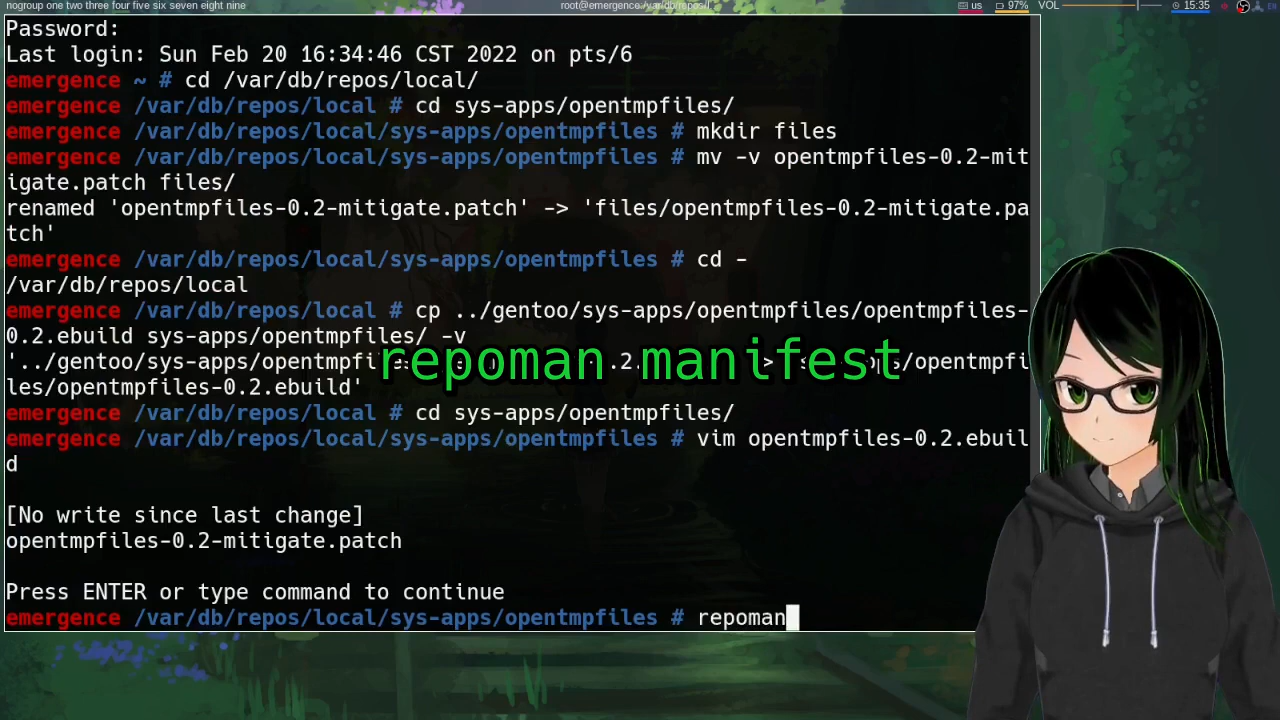 nogroup one two three four five six seven eight nine
root@emergence:/var/db/repos/l
us
97%
VOL
15:35
EN
Password:
Last login: Sun Feb 20 16:34:46 CST 2022 on pts/6
emergence ~ # cd /var/db/repos/local/
emergence /var/db/repos/local # cd sys-apps/opentmpfiles/
emergence /var/db/repos/local/sys-apps/opentmpfiles # mkdir files
emergence /var/db/repos/local/sys-apps/opentmpfiles # mv -v opentmpfiles-0.2-mit
igate.patch files/
renamed 'opentmpfiles-0.2-mitigate.patch' -> 'files/opentmpfiles-0.2-mitigate.pa
tch'
emergence /var/db/repos/local/sys-apps/opentmpfiles # cd -
/var/db/repos/local
emergence /var/db/repos/local # cp ../gentoo/sys-apps/opentmpfiles/opentmpfiles-
0.2.ebuild sys-apps/opentmpfiles/ -v
'../gentoo/sys-apps/opentmpfi /opentmpfi
repoman manifest
les/opentmpfiles-0.2.ebuild'
emergence /var/db/repos/local # cd sys-apps/opentmpfiles/
emergence /var/db/repos/local/sys-apps/opentmpfiles # vim opentmpfiles-0.2.ebuil
d
[No write since last change]
opentmpfiles-0.2-mitigate.patch
Press ENTER or type command to continue
emergence /var/db/repos/local/sys-apps/opentmpfiles # repoman